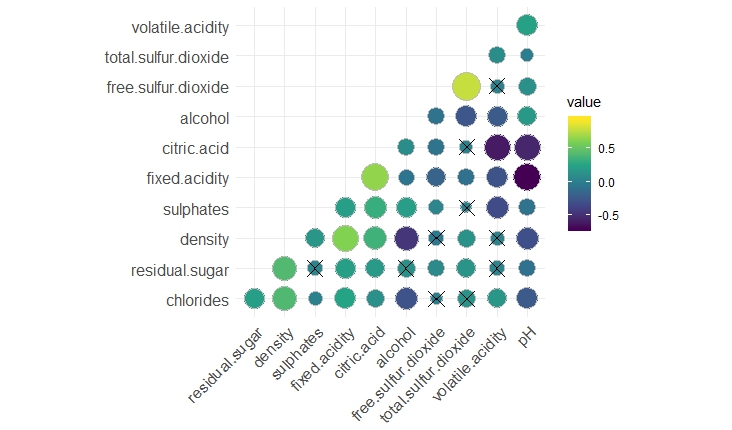 volatile.acidity
total.sulfur.dioxide
free.sulfur.dioxide
alcohol
citric.acid
fixed.acidity
sulphates
density
residual.sugar
chlorides
residual.sugar
density
sulphates
fixed.acidity
citric.acid
alcohol
free.sulfur.dioxide
total.sulfur.dioxide
volatile.acidity
pH
value
0.5
0.0
-0.5